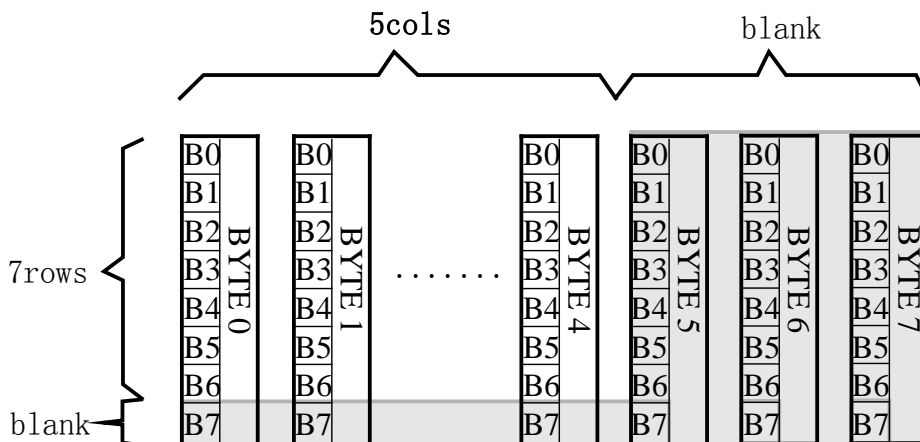 5cols blank
B0 B0 B0 B0 B0 B0
B1 B1 B1 B1 B1 B1
B2 B2 B2 B2 B2 B2
7rows B3 B3 ....... B3 B3 B3 B3
B4 B4 B4 B4 B4 B4
B5 B5 B5 B5 B5 B5
B6 B6 B6 B6 B6 B6
blank B7 B7 B7 B7 B7 B7
BYTE 0
BYTE 1
BYTE 4
BYTE 5
BYTE 6
BYTE 7